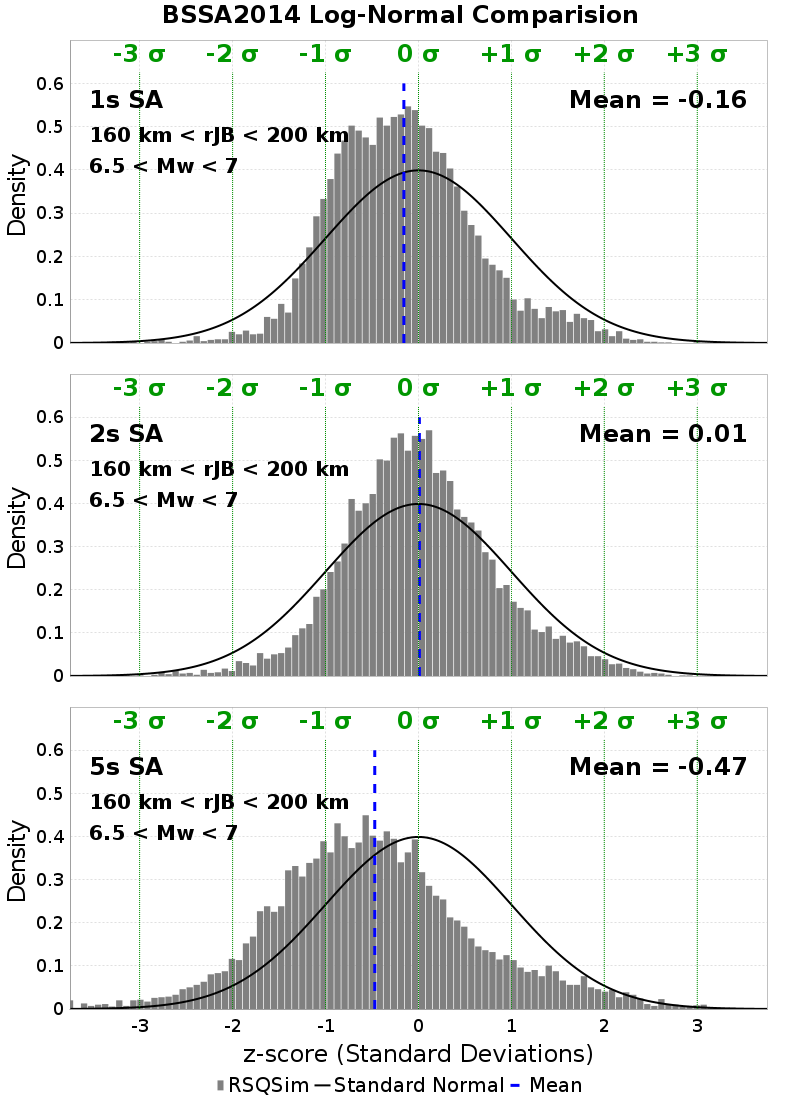 BSSA2014 Log-Normal Comparision
-3 σ -2 σ -1 σ 0 σ +1 σ +2 σ +3 σ
1s SA Mean = -0.16
160 km < rJB < 200 km
6.5 < Mw < 7
Density
0.6
0.5
0.4
0.3
0.2
0.1
0
-3 σ -2 σ -1 σ 0 σ +1 σ +2 σ +3 σ
2s SA Mean = 0.01
160 km < rJB < 200 km
6.5 < Mw < 7
Density
0.6
0.5
0.4
0.3
0.2
0.1
0
-3 σ -2 σ -1 σ 0 σ +1 σ +2 σ +3 σ
5s SA Mean = -0.47
160 km < rJB < 200 km
6.5 < Mw < 7
Density
0.6
0.5
0.4
0.3
0.2
0.1
0
-3 -2 -1 0 1 2 3
z-score (Standard Deviations)
RSQSim Standard Normal Mean